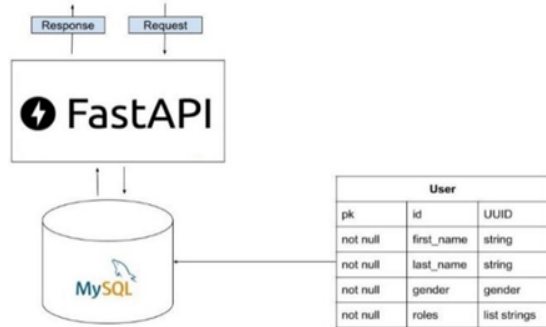 Response
Request
FastAPI
MySQL
User
pk id UUID
not null first_name string
not null last_name string
not null gender gender
not null roles list strings